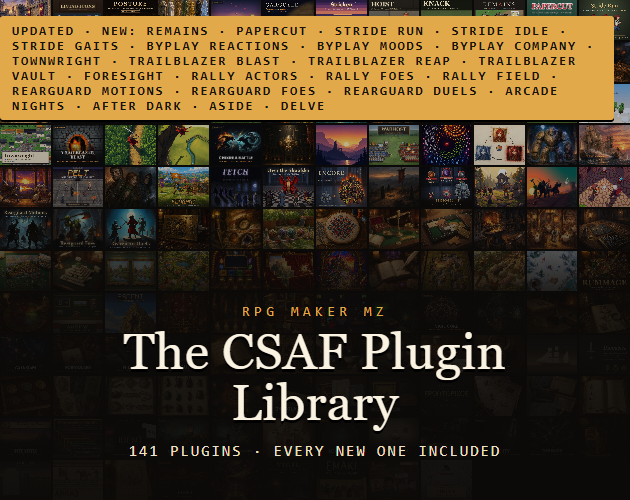 UPDATED · NEW: REMAINS · PAPERCUT · STRIDE RUN · STRIDE IDLE ·
STRIDE GAITS · BYPLAY REACTIONS · BYPLAY MOODS · BYPLAY COMPANY ·
TOWNWRIGHT · TRAILBLAZER BLAST · TRAILBLAZER REAP · TRAILBLAZER
VAULT · FORESIGHT · RALLY ACTORS · RALLY FOES · RALLY FIELD ·
REARGUARD MOTIONS · REARGUARD FOES · REARGUARD DUELS · ARCADE
NIGHTS · AFTER DARK · ASIDE · DELVE
FETCH
ENCORE
RPG MAKER MZ
The CSAF Plugin
Library
141 PLUGINS · EVERY NEW ONE INCLUDED